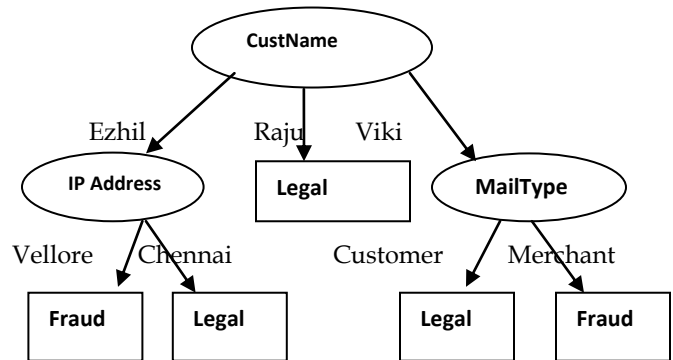 CustName
Ezhil Raju Viki
IP Address Legal MailType
Vellore Chennai Customer Merchant
Fraud Legal Legal Fraud